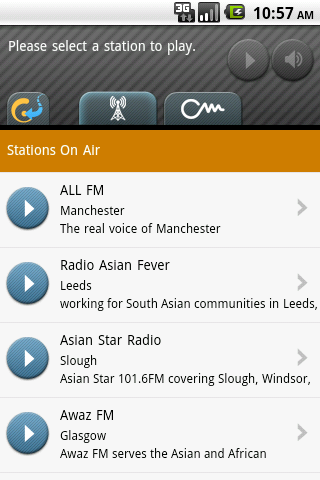 3G
10:57 AM
Please select a station to play.
Stations On Air
ALL FM
Manchester
The real voice of Manchester
Radio Asian Fever
Leeds
working for South Asian communities in Leeds,
Asian Star Radio
Slough
Asian Star 101.6FM covering Slough, Windsor,
Awaz FM
Glasgow
Awaz FM serves the Asian and African